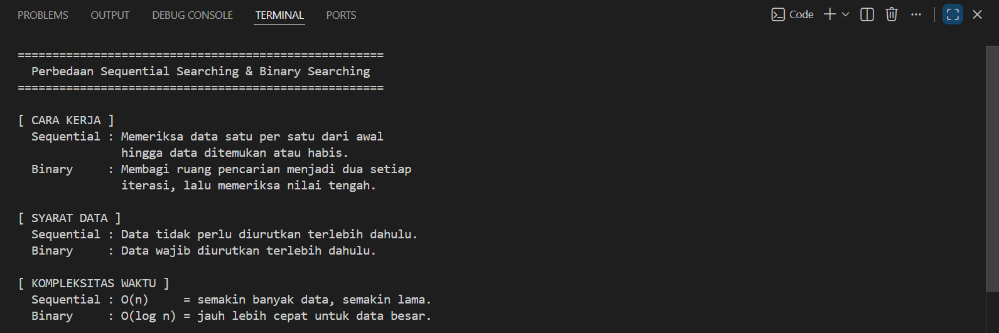 PROBLEMS OUTPUT DEBUG CONSOLE TERMINAL PORTS Code
=====================================================
Perbedaan Sequential Searching & Binary Searching
=====================================================
[ CARA KERJA ]
Sequential : Memeriksa data satu per satu dari awal
hingga data ditemukan atau habis.
Binary : Membagi ruang pencarian menjadi dua setiap
iterasi, lalu memeriksa nilai tengah.
[ SYARAT DATA ]
Sequential : Data tidak perlu diurutkan terlebih dahulu.
Binary : Data wajib diurutkan terlebih dahulu.
[ KOMPLEKSITAS WAKTU ]
Sequential : O(n) = semakin banyak data, semakin lama.
Binary : O(log n) = jauh lebih cepat untuk data besar.